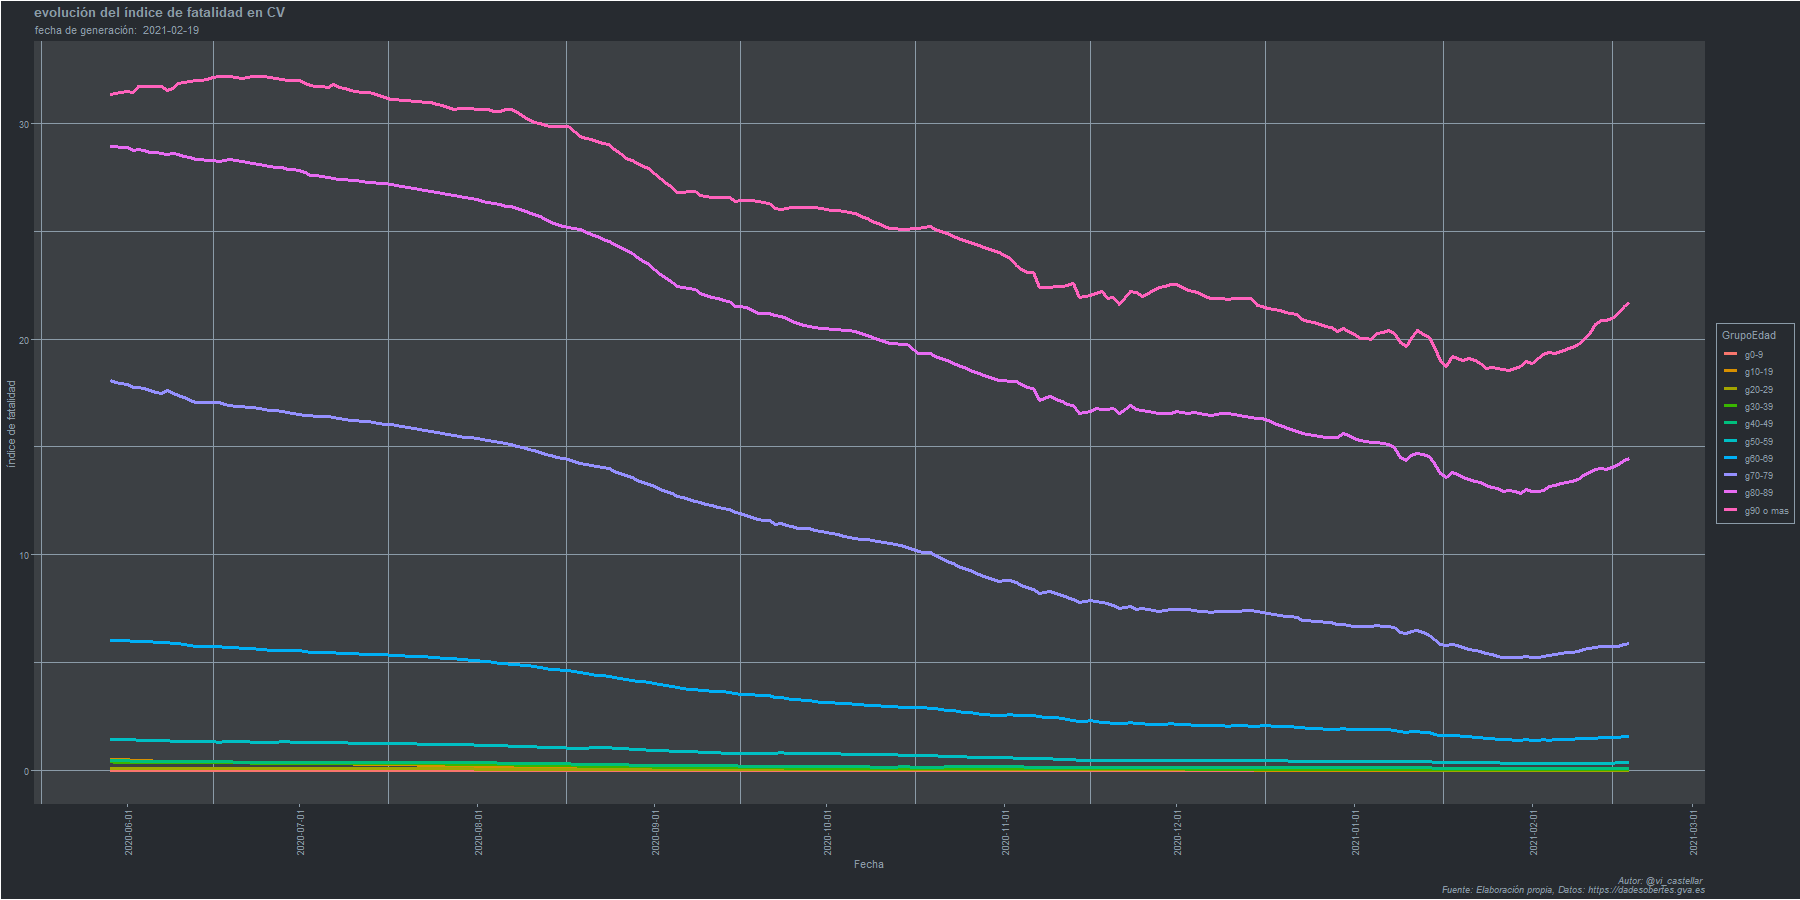 evolución del índice de fatalidad en CV
fecha de generación:  2021-02-19
índice de fatalidad
30
20
10
0
2020-06-01
2020-07-01
2020-08-01
2020-09-01
2020-10-01
2020-11-01
2020-12-01
2021-01-01
2021-02-01
2021-03-01
Fecha
GrupoEdad
g0-9
g10-19
g20-29
g30-39
g40-49
g50-59
g60-69
g70-79
g80-89
g90 o mas
Autor: @vi_castellar
Fuente: Elaboración propia, Datos: https://dadesobertes.gva.es